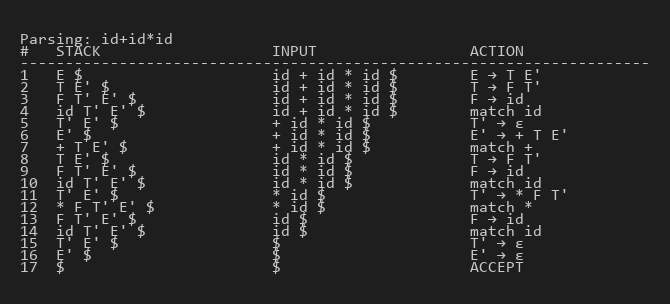 Parsing: id+id*id
#   STACK                   INPUT                 ACTION
----------------------------------------------------------------------
1   E $                     id + id * id $        E → T E'
2   T E' $                  id + id * id $        T → F T'
3   F T' E' $               id + id * id $        F → id
4   id T' E' $              id + id * id $        match id
5   T' E' $                 + id * id $           T' → ε
6   E' $                    + id * id $           E' → + T E'
7   + T E' $                + id * id $           match +
8   T E' $                  id * id $             T → F T'
9   F T' E' $               id * id $             F → id
10  id T' E' $              id * id $             match id
11  T' E' $                 * id $                T' → * F T'
12  * F T' E' $             * id $                match *
13  F T' E' $               id $                  F → id
14  id T' E' $              id $                  match id
15  T' E' $                 $                     T' → ε
16  E' $                    $                     E' → ε
17  $                       $                     ACCEPT